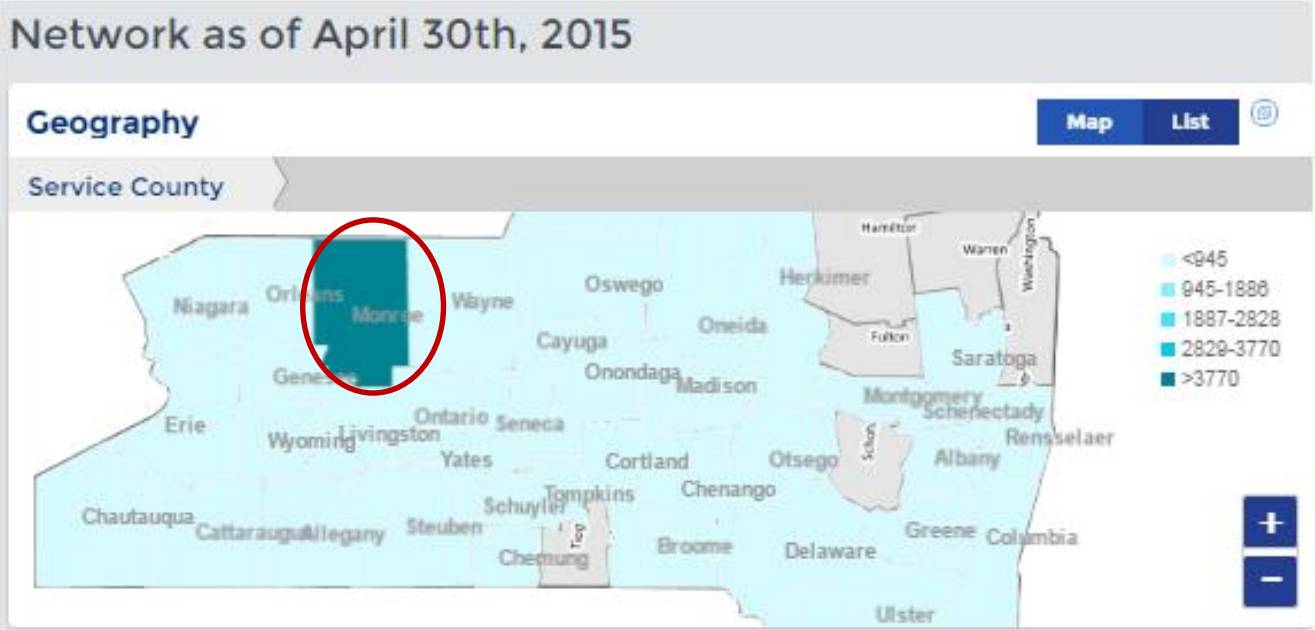 Network as of April 30th, 2015
Geography
Map
List
Service County
Hamilton
Warren
Washington
Herkimer
<945
945-1886
1887-2828
2829-3770
>3770
Niagara
Orleans
Monroe
Wayne
Oswego
Oneida
Fulton
Saratoga
Cayuga
Onondaga
Madison
Genesee
Montgomery
Schenectady
Erie
Wyoming
Livingston
Ontario
Seneca
Rensselaer
Yates
Cortland
Otsego
Schoh
Albany
Chautauqua
Cattaraugu
Allegany
Steuben
Schuyler
Tompkins
Chenango
Tiog
Chemung
Broome
Delaware
Greene
Columbia
Ulster
+
−